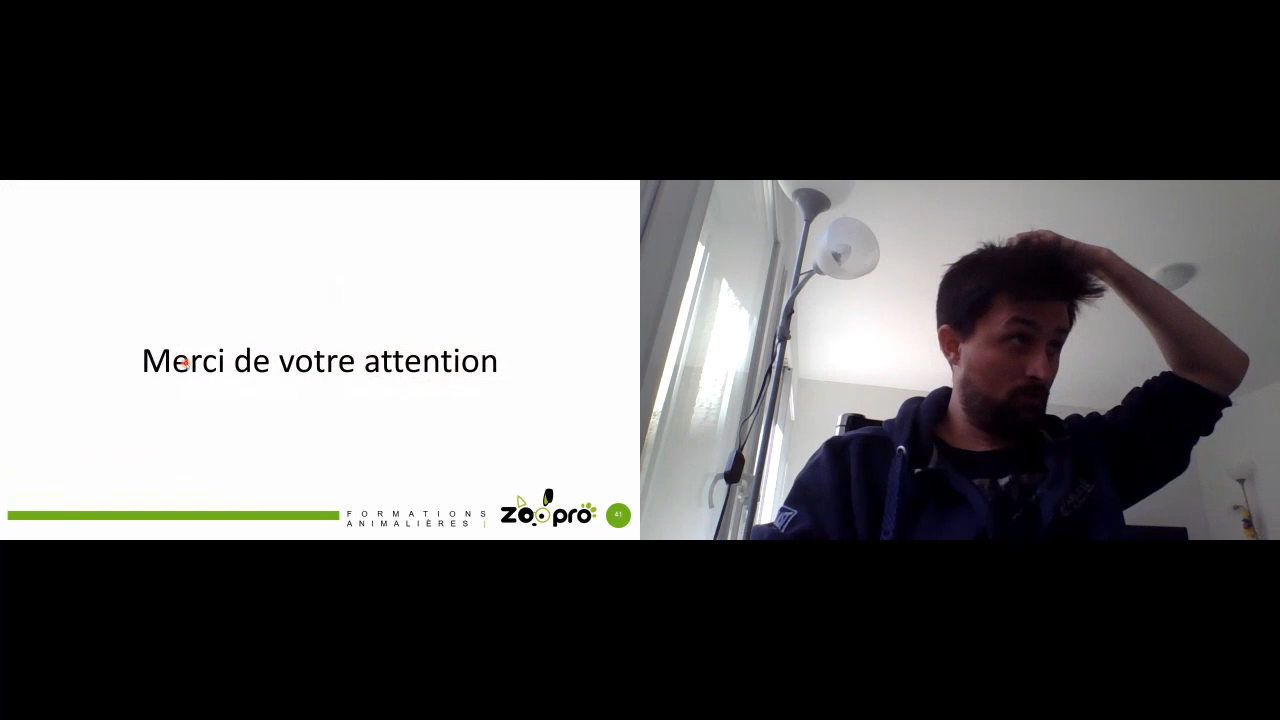 Merci de votre attention
FORMATIONS
ANIMALIÈRES |
zoopro
41